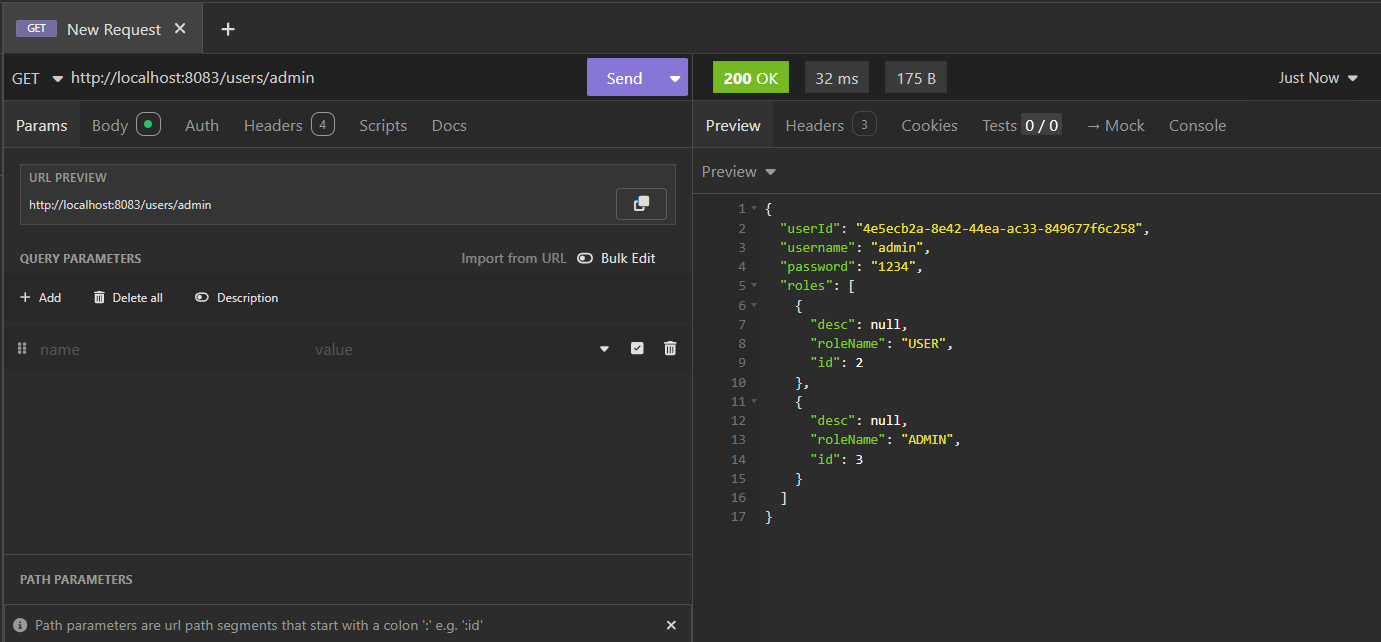 GET New Request
GET http://localhost:8083/users/admin Send
200 OK 32 ms 175 B Just Now
Params Body Auth Headers 4 Scripts Docs
Preview Headers 3 Cookies Tests 0 / 0 → Mock Console
URL PREVIEW
http://localhost:8083/users/admin
QUERY PARAMETERS Import from URL Bulk Edit
+ Add Delete all Description
name value
PATH PARAMETERS
Path parameters are url path segments that start with a colon ':' e.g. ':id'
Preview
1 {
2 "userId": "4e5ecb2a-8e42-44ea-ac33-849677f6c258",
3 "username": "admin",
4 "password": "1234",
5 "roles": [
6 {
7 "desc": null,
8 "roleName": "USER",
9 "id": 2
10 },
11 {
12 "desc": null,
13 "roleName": "ADMIN",
14 "id": 3
15 }
16 ]
17 }